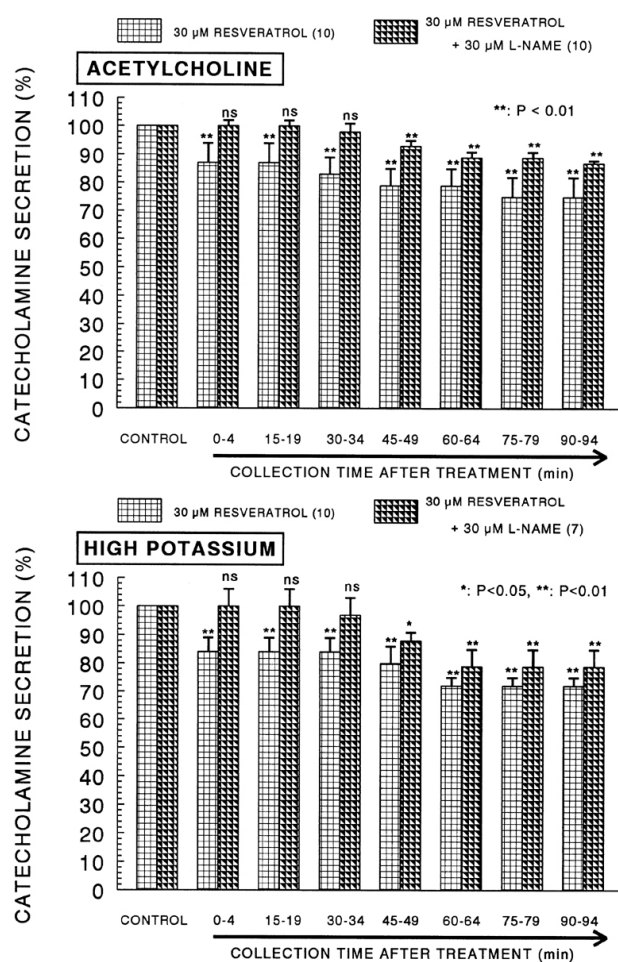 30 µM RESVERATROL (10)
30 µM RESVERATROL
+ 30 µM L-NAME (10)
ACETYLCHOLINE
CATECHOLAMINE SECRETION (%)
**: P < 0.01
110
100
90
80
70
60
50
40
30
20
10
0
** ns ** ns ** ns ** ** ** ** ** ** ** **
CONTROL 0-4 15-19 30-34 45-49 60-64 75-79 90-94
COLLECTION TIME AFTER TREATMENT (min)
30 µM RESVERATROL (10)
30 µM RESVERATROL
+ 30 µM L-NAME (7)
HIGH POTASSIUM
CATECHOLAMINE SECRETION (%)
*: P<0.05, **: P<0.01
110
100
90
80
70
60
50
40
30
20
10
0
** ns ** ns ** ns ** * ** ** ** ** ** **
CONTROL 0-4 15-19 30-34 45-49 60-64 75-79 90-94
COLLECTION TIME AFTER TREATMENT (min)